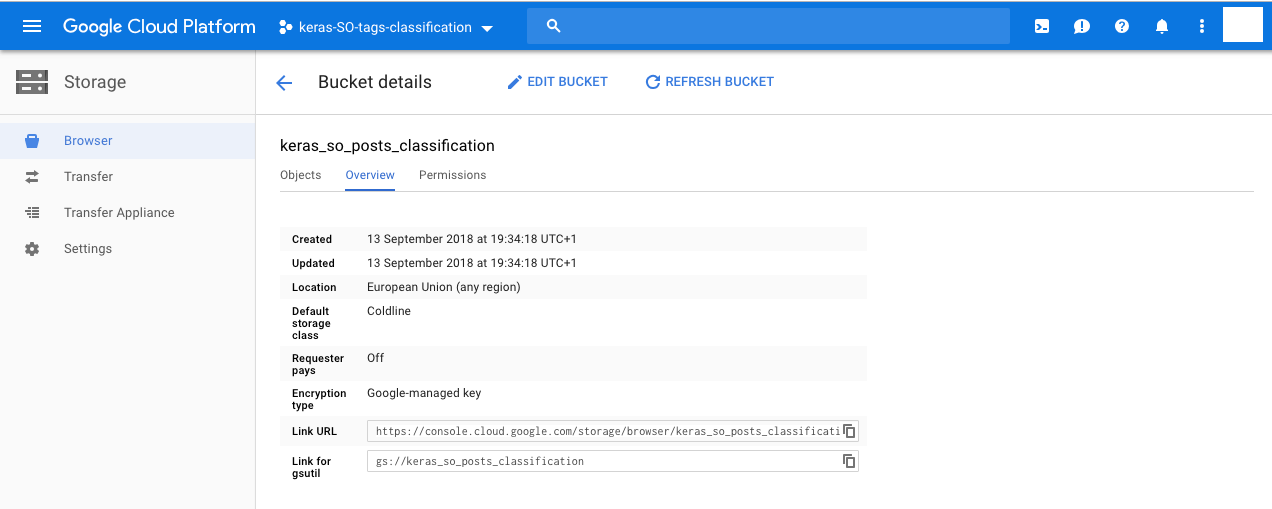 Google Cloud Platform keras-SO-tags-classification
Storage Bucket details EDIT BUCKET REFRESH BUCKET
Browser
Transfer
Transfer Appliance
Settings
keras_so_posts_classification
Objects Overview Permissions
Created 13 September 2018 at 19:34:18 UTC+1
Updated 13 September 2018 at 19:34:18 UTC+1
Location European Union (any region)
Default Coldline
storage
class
Requester Off
pays
Encryption Google-managed key
type
Link URL https://console.cloud.google.com/storage/browser/keras_so_posts_classificati
Link for gs://keras_so_posts_classification
gsutil